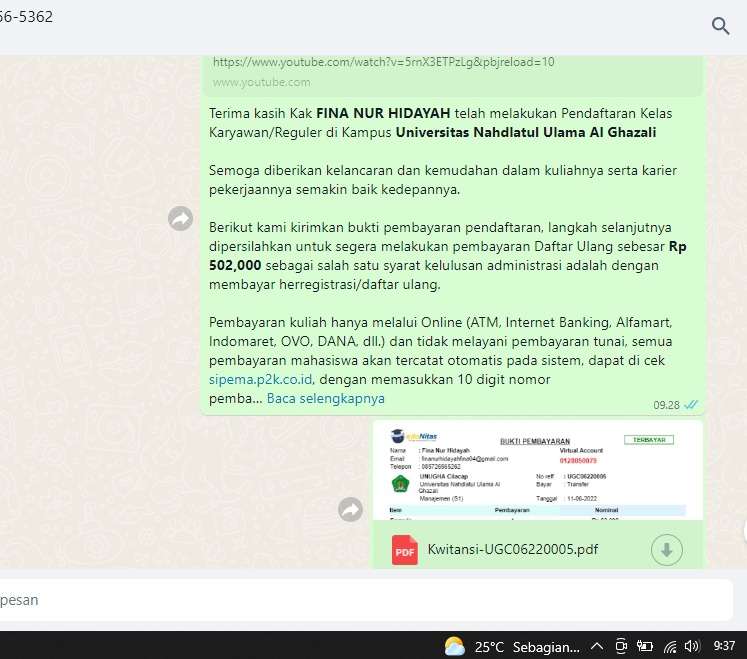 66-5362
https://www.youtube.com/watch?v=5rnX3ETPzLg&pbjreload=10
www.youtube.com
Terima kasih Kak FINA NUR HIDAYAH telah melakukan Pendaftaran Kelas
Karyawan/Reguler di Kampus Universitas Nahdlatul Ulama Al Ghazali
Semoga diberikan kelancaran dan kemudahan dalam kuliahnya serta karier
pekerjaannya semakin baik kedepannya.
Berikut kami kirimkan bukti pembayaran pendaftaran, langkah selanjutnya
dipersilahkan untuk segera melakukan pembayaran Daftar Ulang sebesar Rp
502,000 sebagai salah satu syarat kelulusan administrasi adalah dengan
membayar herregistrasi/daftar ulang.
Pembayaran kuliah hanya melalui Online (ATM, Internet Banking, Alfamart,
Indomaret, OVO, DANA, dll.) dan tidak melayani pembayaran tunai, semua
pembayaran mahasiswa akan tercatat otomatis pada sistem, dapat di cek
sipema.p2k.co.id, dengan memasukkan 10 digit nomor
pemba... Baca selengkapnya
09.28
eduNitas
BUKTI PEMBAYARAN
TERBAYAR
Name : Fina Nur Hidayah
Virtual Account
Email : finanurhidayahfina04@gmail.com
0128050073
Telepon : 085726565262
UNUGHA Cilacap
No reff : UGC06220005
Universitas Nahdlatul Ulama Al
Bayar : Transfer
Ghazali
Manajemen (S1)
Tanggal : 11-06-2022
Item Pembayaran Nominal
PDF
Kwitansi-UGC06220005.pdf
pesan
25°C Sebagian...
9:37